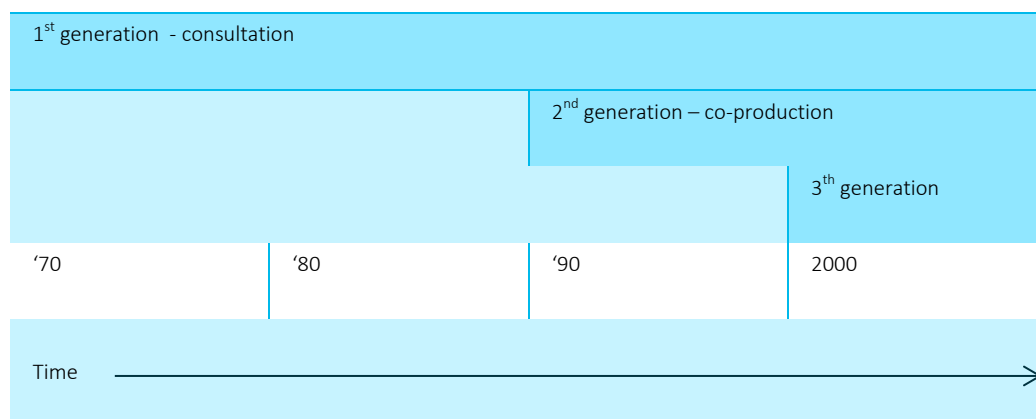 1st generation - consultation
2nd generation – co-production
3th generation
‘70 ‘80 ‘90 2000
Time